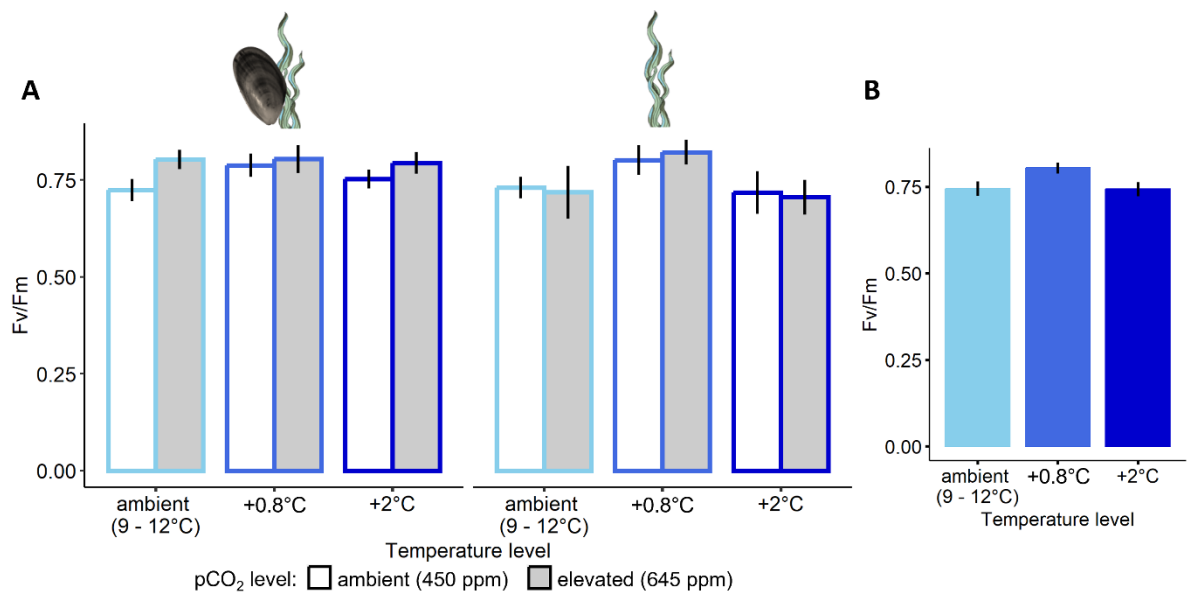 A
Fv/Fm
0.75
0.50
0.25
0.00
ambient
(9 - 12°C)
+0.8°C
+2°C
ambient
(9 - 12°C)
+0.8°C
+2°C
Temperature level
pCO₂ level: ambient (450 ppm) elevated (645 ppm)
B
Fv/Fm
0.75
0.50
0.25
0.00
ambient
(9 - 12°C)
+0.8°C
+2°C
Temperature level